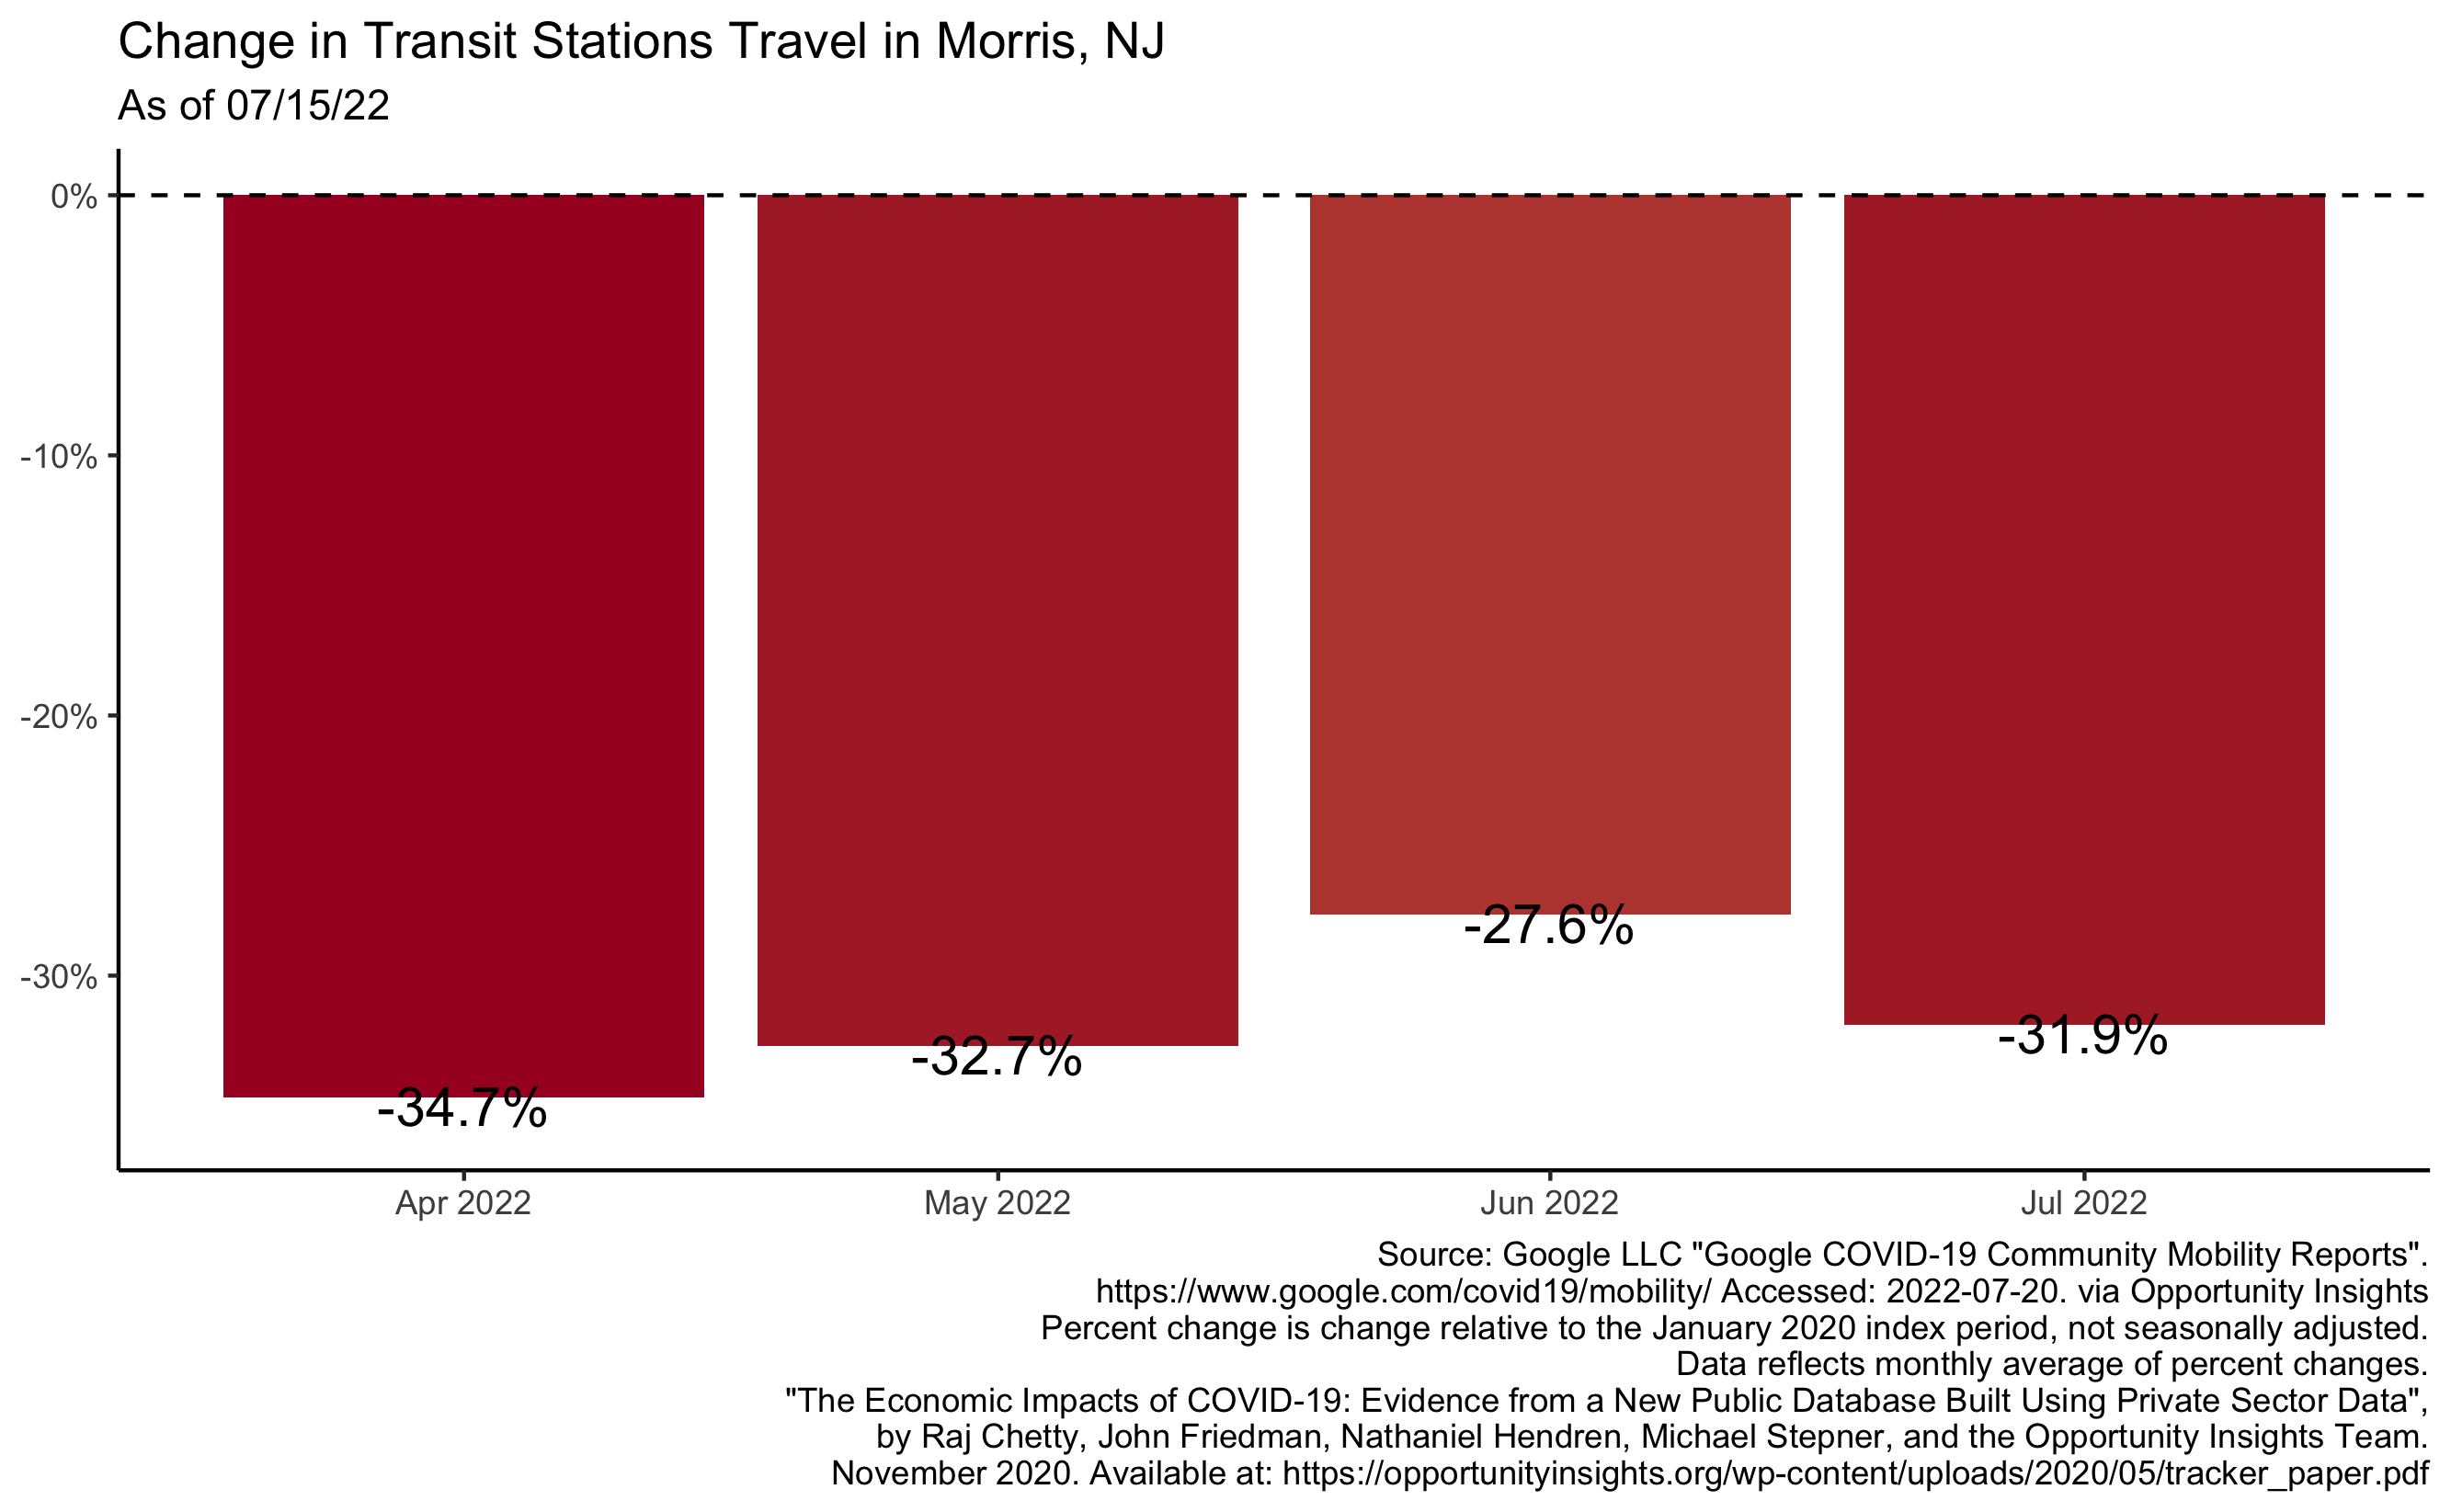 Change in Transit Stations Travel in Morris, NJ
As of 07/15/22
0%
-10%
-20%
-30%
-34.7%
-32.7%
-27.6%
-31.9%
Apr 2022
May 2022
Jun 2022
Jul 2022
Source: Google LLC "Google COVID-19 Community Mobility Reports".
https://www.google.com/covid19/mobility/ Accessed: 2022-07-20. via Opportunity Insights
Percent change is change relative to the January 2020 index period, not seasonally adjusted.
Data reflects monthly average of percent changes.
"The Economic Impacts of COVID-19: Evidence from a New Public Database Built Using Private Sector Data",
by Raj Chetty, John Friedman, Nathaniel Hendren, Michael Stepner, and the Opportunity Insights Team.
November 2020. Available at: https://opportunityinsights.org/wp-content/uploads/2020/05/tracker_paper.pdf